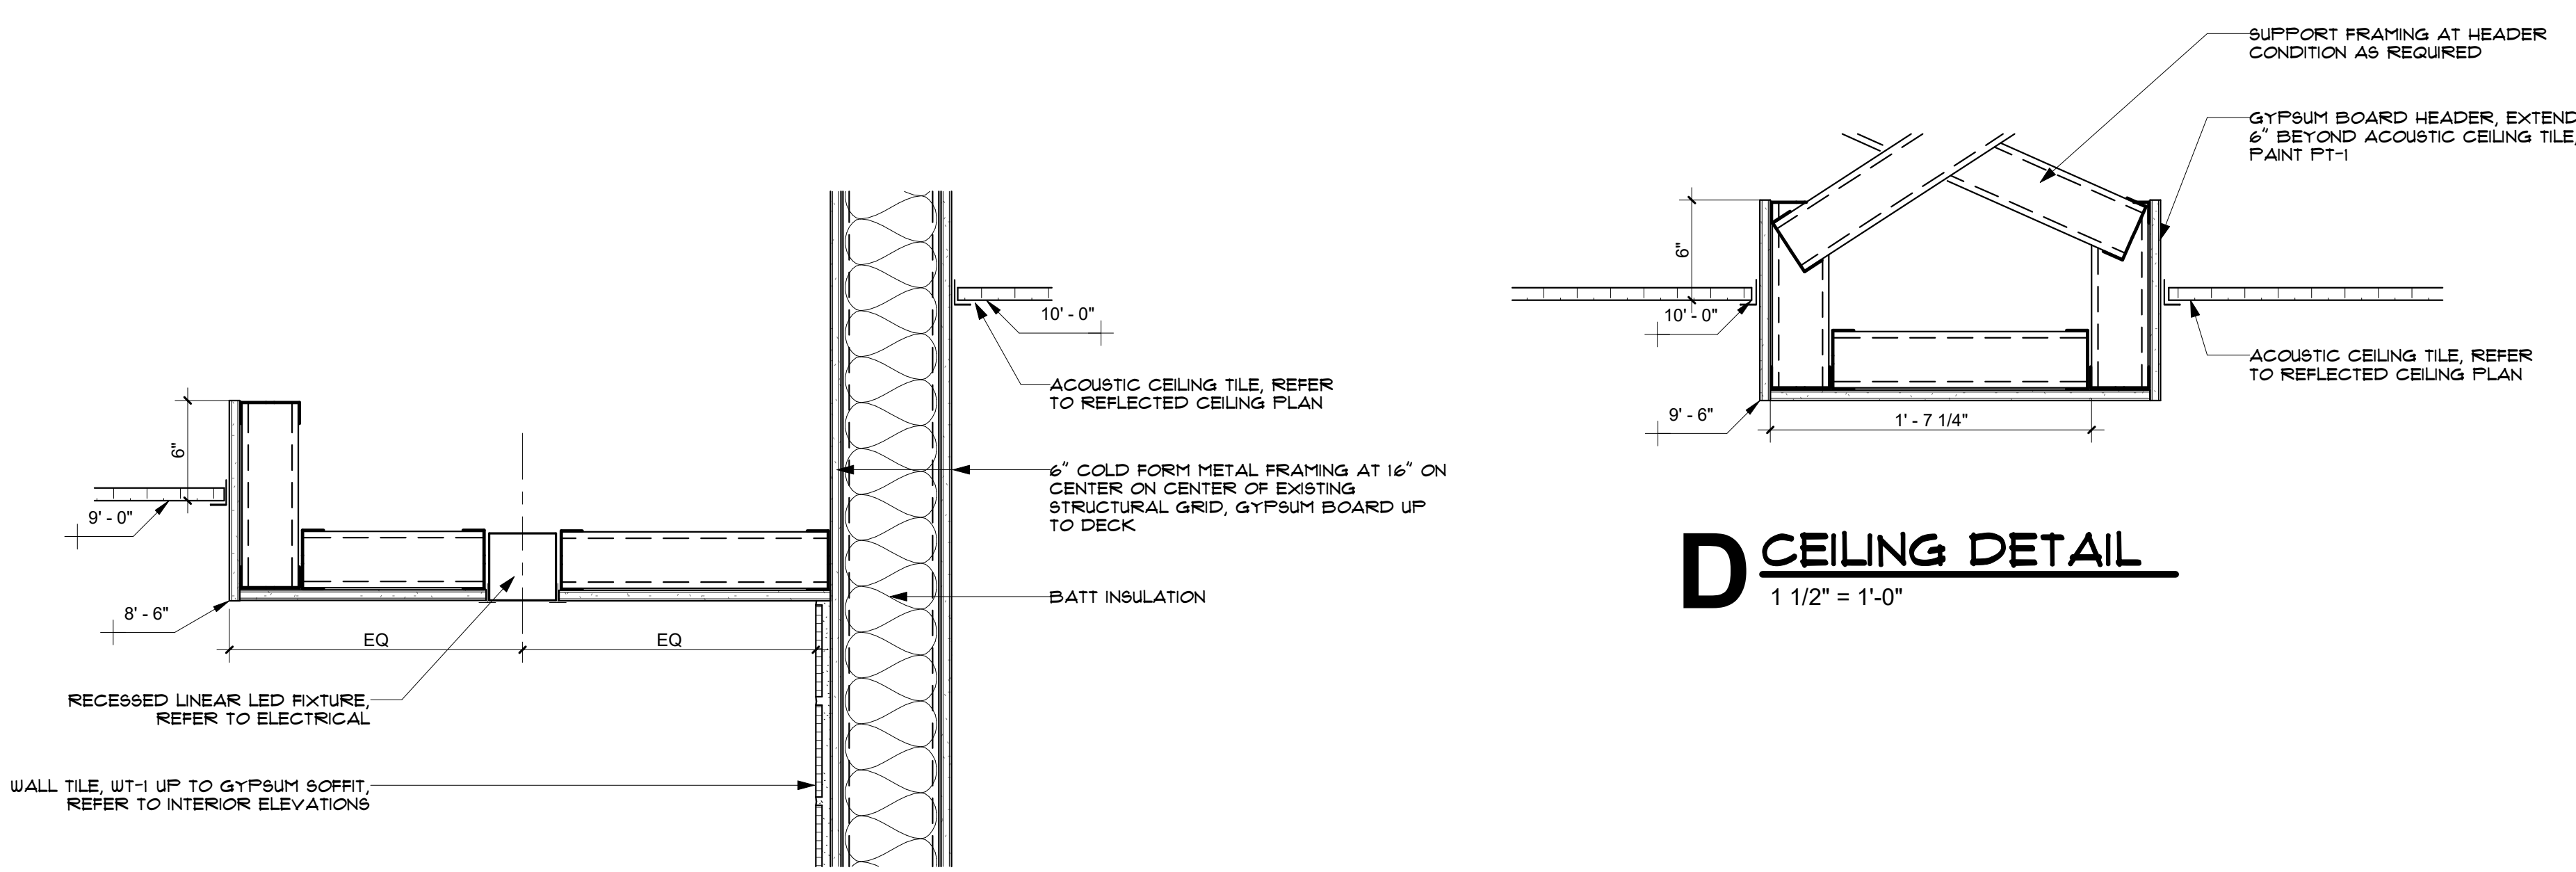 6"
9' - 0"
8' - 6"
EQ
EQ
RECESSED LINEAR LED FIXTURE,
REFER TO ELECTRICAL
WALL TILE, WT-1 UP TO GYPSUM SOFFIT,
REFER TO INTERIOR ELEVATIONS
10' - 0"
ACOUSTIC CEILING TILE, REFER
TO REFLECTED CEILING PLAN
6" COLD FORM METAL FRAMING AT 16" ON
CENTER ON CENTER OF EXISTING
STRUCTURAL GRID, GYPSUM BOARD UP
TO DECK
BATT INSULATION
SUPPORT FRAMING AT HEADER
CONDITION AS REQUIRED
GYPSUM BOARD HEADER, EXTEND
6" BEYOND ACOUSTIC CEILING TILE,
PAINT PT-1
6"
10' - 0"
9' - 6"
1' - 7 1/4"
ACOUSTIC CEILING TILE, REFER
TO REFLECTED CEILING PLAN
D CEILING DETAIL
1 1/2" = 1'-0"